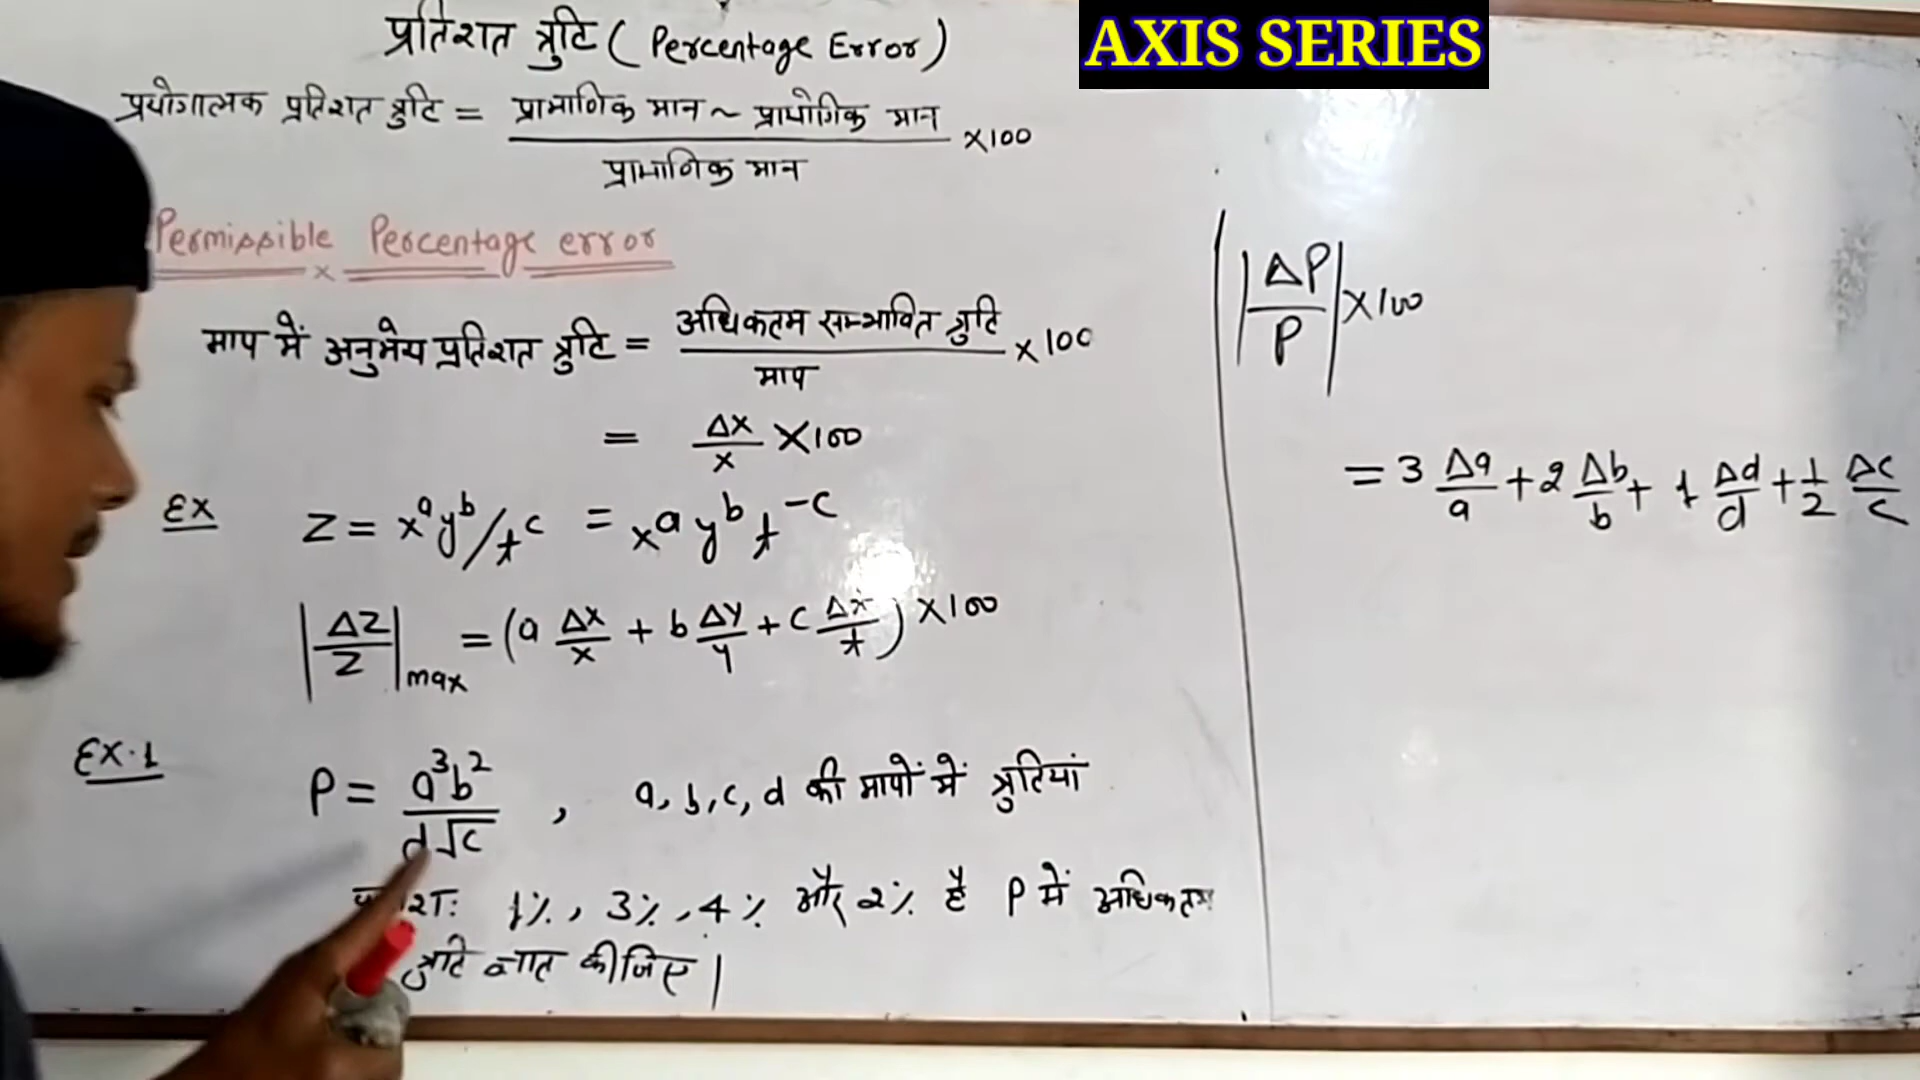 AXIS SERIES
प्रतिशत त्रुटि ( Percentage Error )
प्रयोगात्मक प्रतिशत त्रुटि = प्रामाणिक मान ~ प्रायोगिक मान / प्रामाणिक मान ×100
Permissible Percentage error
माप में अनुमेय प्रतिशत त्रुटि = अधिकतम सम्भावित त्रुटि / माप × 100
= Δx / x × 100
Ex Z = x^a y^b / t^c = x^a y^b t^-c
|ΔZ / Z| max = (a Δx / x + b Δy / y + c Δt / t) × 100
Ex.1 P = a³b² / d√c , a, b, c, d की मापों में त्रुटियां
1%, 3%, 4% और 2% है P में अधिकतम
त्रुटि ज्ञात कीजिए |
|ΔP / P| × 100
= 3 Δa / a + 2 Δb / b + 1 Δd / d + 1/2 Δc / c